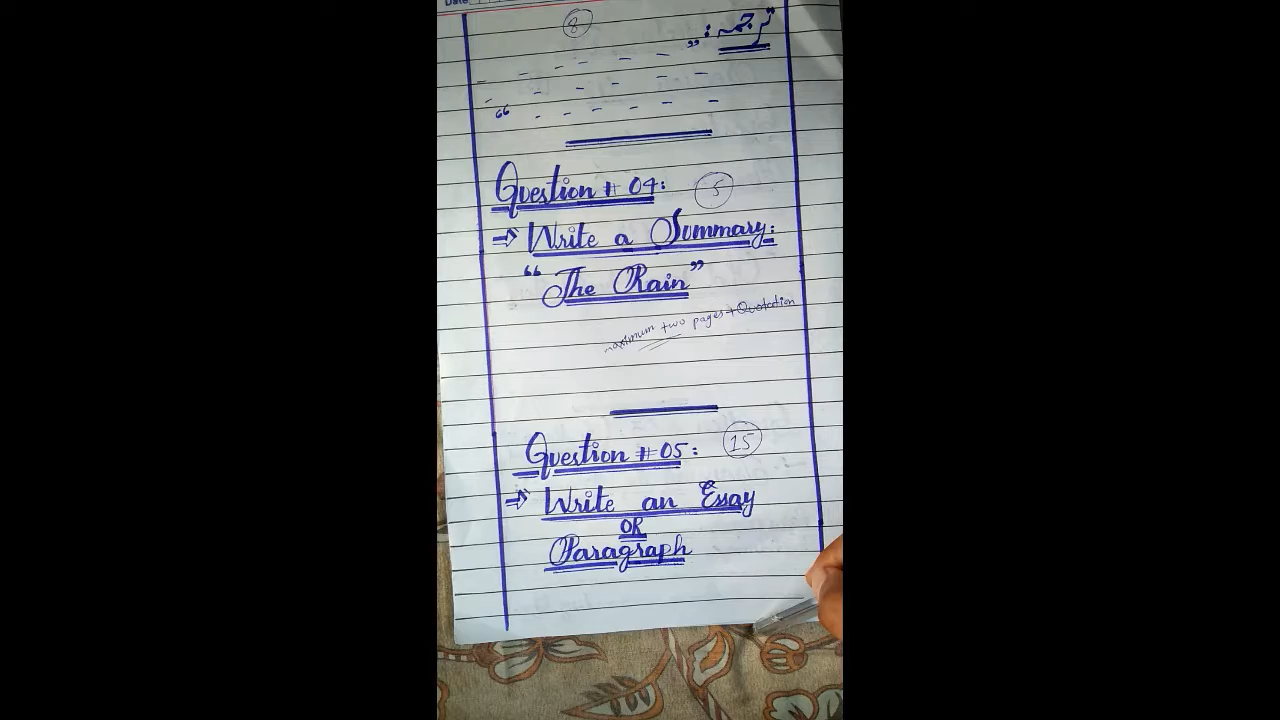 Date
8
ترجمہ: "
"
Question # 04: 5
⇒ Write a Summary:
"The Rain"
maximum two pages + Quotation
Question # 05: 15
⇒ Write an Essay
OR
Paragraph